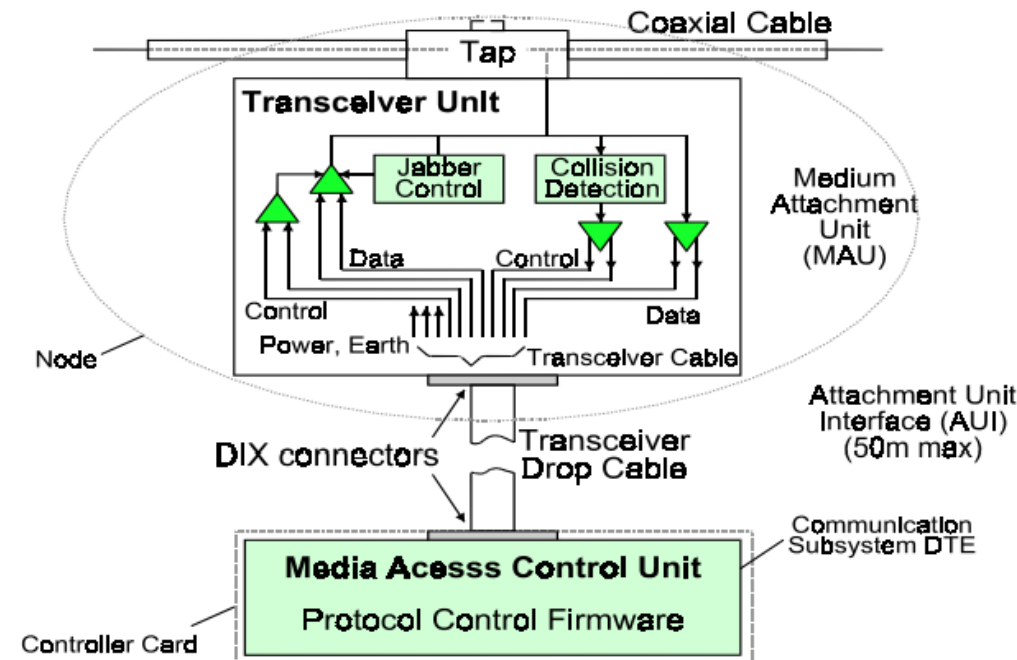 Coaxial Cable
Tap
Transceiver Unit
Jabber
Control
Collision
Detection
Medium
Attachment
Unit
(MAU)
Data
Control
Control
Data
Power, Earth
Transceiver Cable
Node
Attachment Unit
Interface (AUI)
(50m max)
DIX connectors
Transceiver
Drop Cable
Communication
Subsystem DTE
Media Acesss Control Unit
Protocol Control Firmware
Controller Card